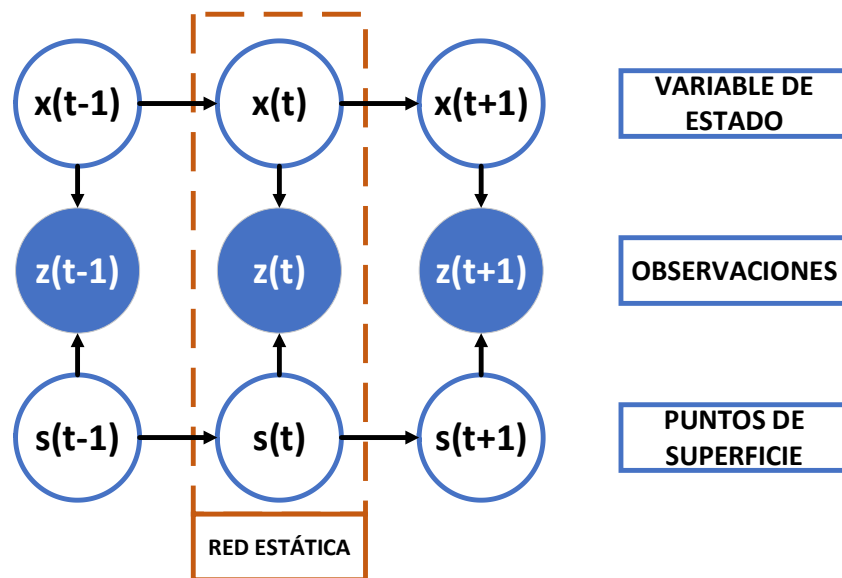 x(t-1)
x(t)
x(t+1)
VARIABLE DE
ESTADO
z(t-1)
z(t)
z(t+1)
OBSERVACIONES
s(t-1)
s(t)
s(t+1)
PUNTOS DE
SUPERFICIE
RED ESTÁTICA